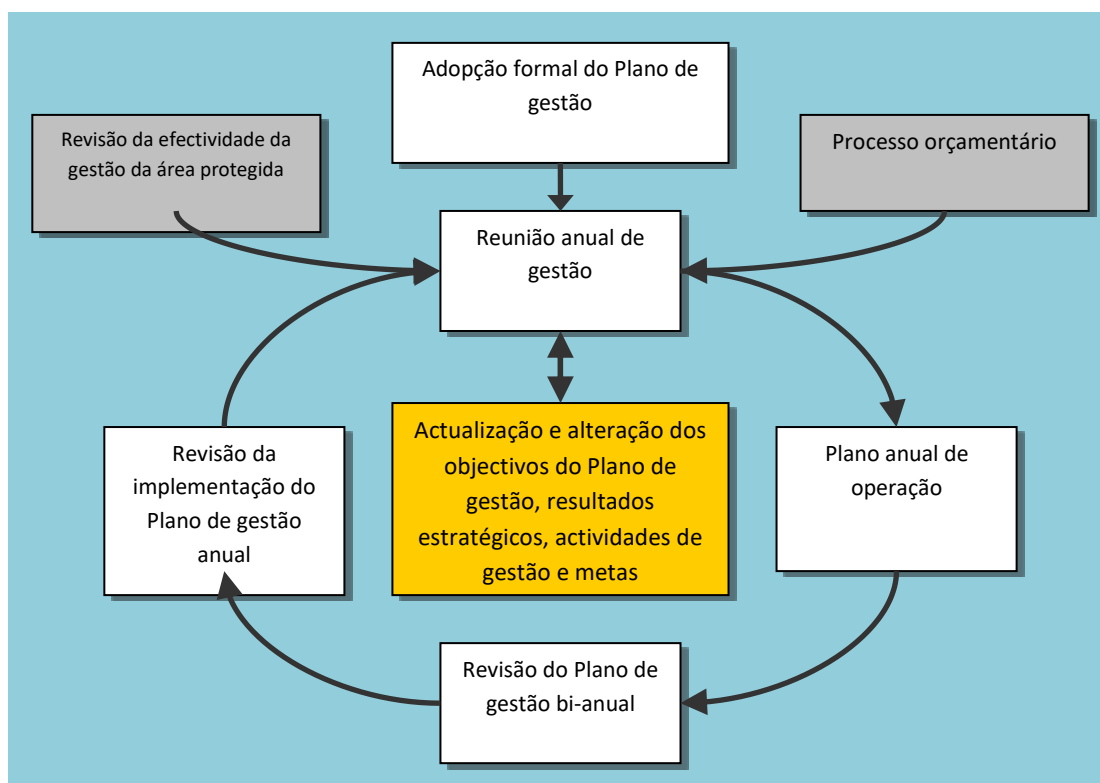 Adopção formal do Plano de
gestão
Revisão da efectividade da
gestão da área protegida
Processo orçamentário
Reunião anual de
gestão
Revisão da
implementação do
Plano de gestão
anual
Actualização e alteração dos
objectivos do Plano de
gestão, resultados
estratégicos, actividades de
gestão e metas
Plano anual de
operação
Revisão do Plano de
gestão bi-anual